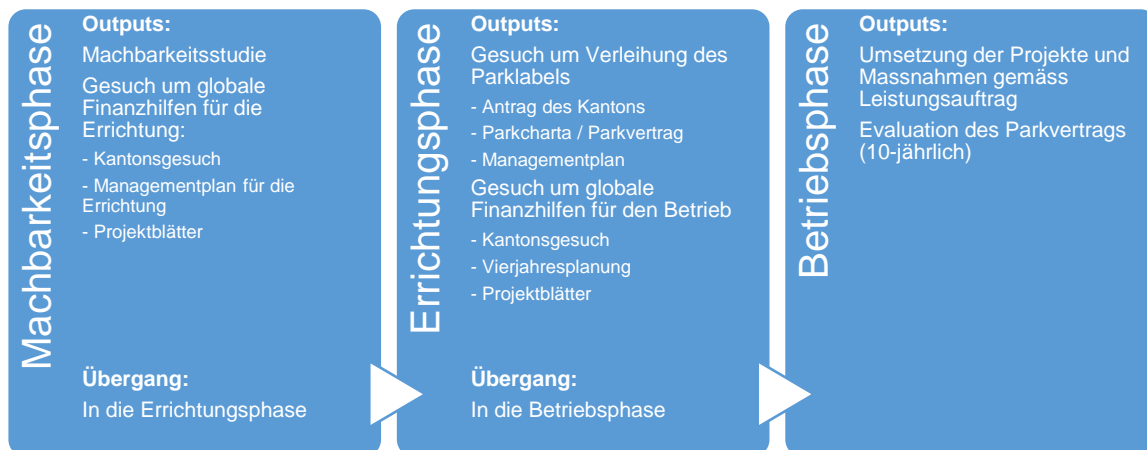 Machbarkeitsphase
Outputs:
Machbarkeitsstudie
Gesuch um globale
Finanzhilfen für die
Errichtung:
- Kantonsgesuch
- Managementplan für die
Errichtung
- Projektblätter
Übergang:
In die Errichtungsphase
Errichtungsphase
Outputs:
Gesuch um Verleihung des
Parklabels
- Antrag des Kantons
- Parkcharta / Parkvertrag
- Managementplan
Gesuch um globale
Finanzhilfen für den Betrieb
- Kantonsgesuch
- Vierjahresplanung
- Projektblätter
Übergang:
In die Betriebsphase
Betriebsphase
Outputs:
Umsetzung der Projekte und
Massnahmen gemäss
Leistungsauftrag
Evaluation des Parkvertrags
(10-jährlich)